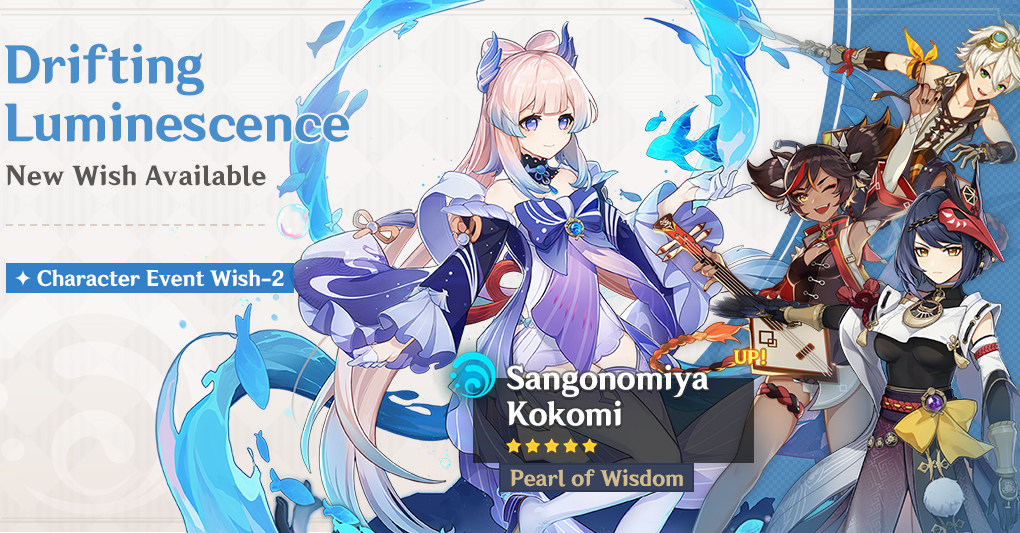 Drifting
Luminescence
New Wish Available
✦ Character Event Wish-2
UP!
Sangonomiya
Kokomi
Pearl of Wisdom